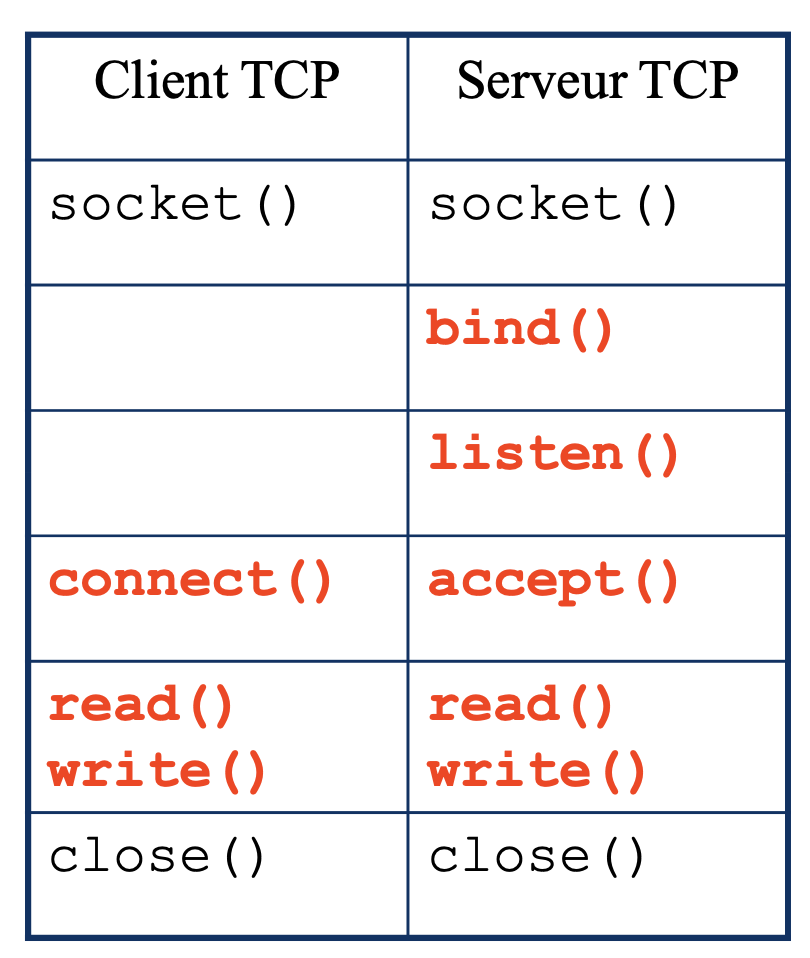 Client TCP
Serveur TCP
socket()
socket()
bind()
listen()
connect()
accept()
read()
write()
read()
write()
close()
close()